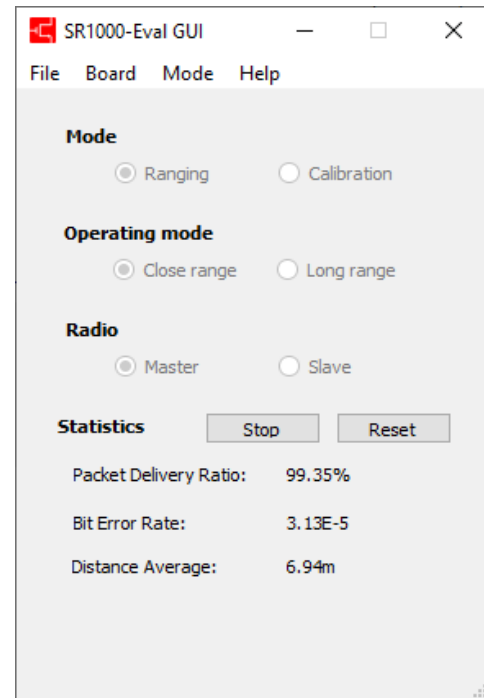 SR1000-Eval GUI
File Board Mode Help
Mode
Ranging Calibration
Operating mode
Close range Long range
Radio
Master Slave
Statistics Stop Reset
Packet Delivery Ratio: 99.35%
Bit Error Rate: 3.13E-5
Distance Average: 6.94m